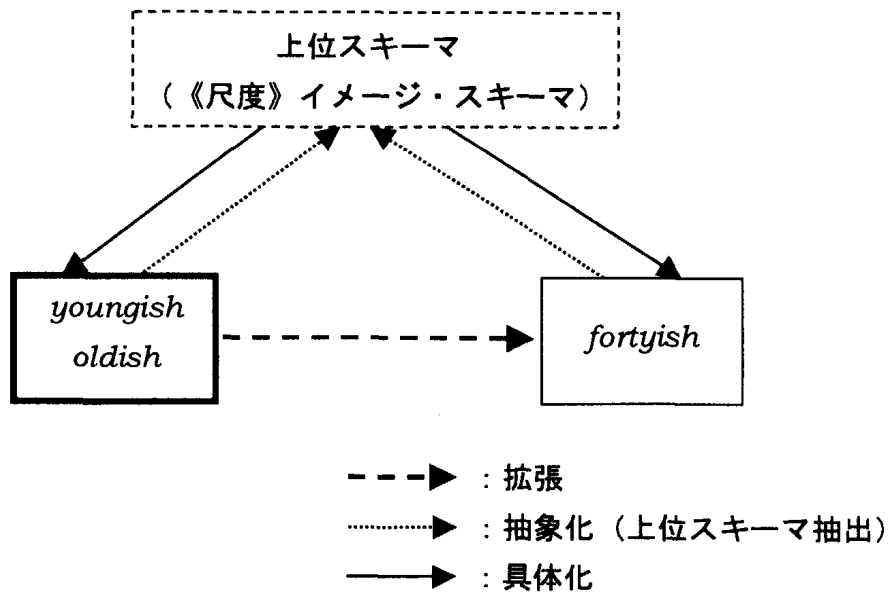 上位スキーマ
(《尺度》イメージ・スキーマ)
youngish
oldish
fortyish
:拡張
:抽象化(上位スキーマ抽出)
:具体化